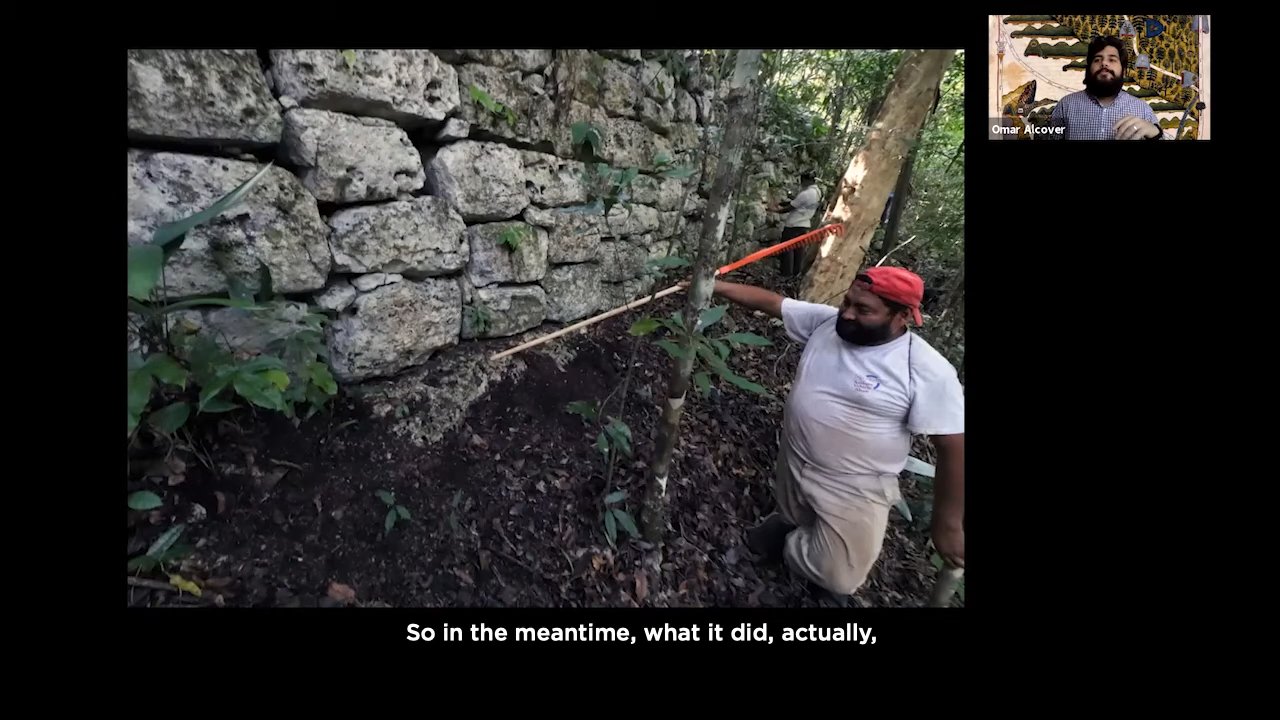 Omar Alcover
So in the meantime, what it did, actually,